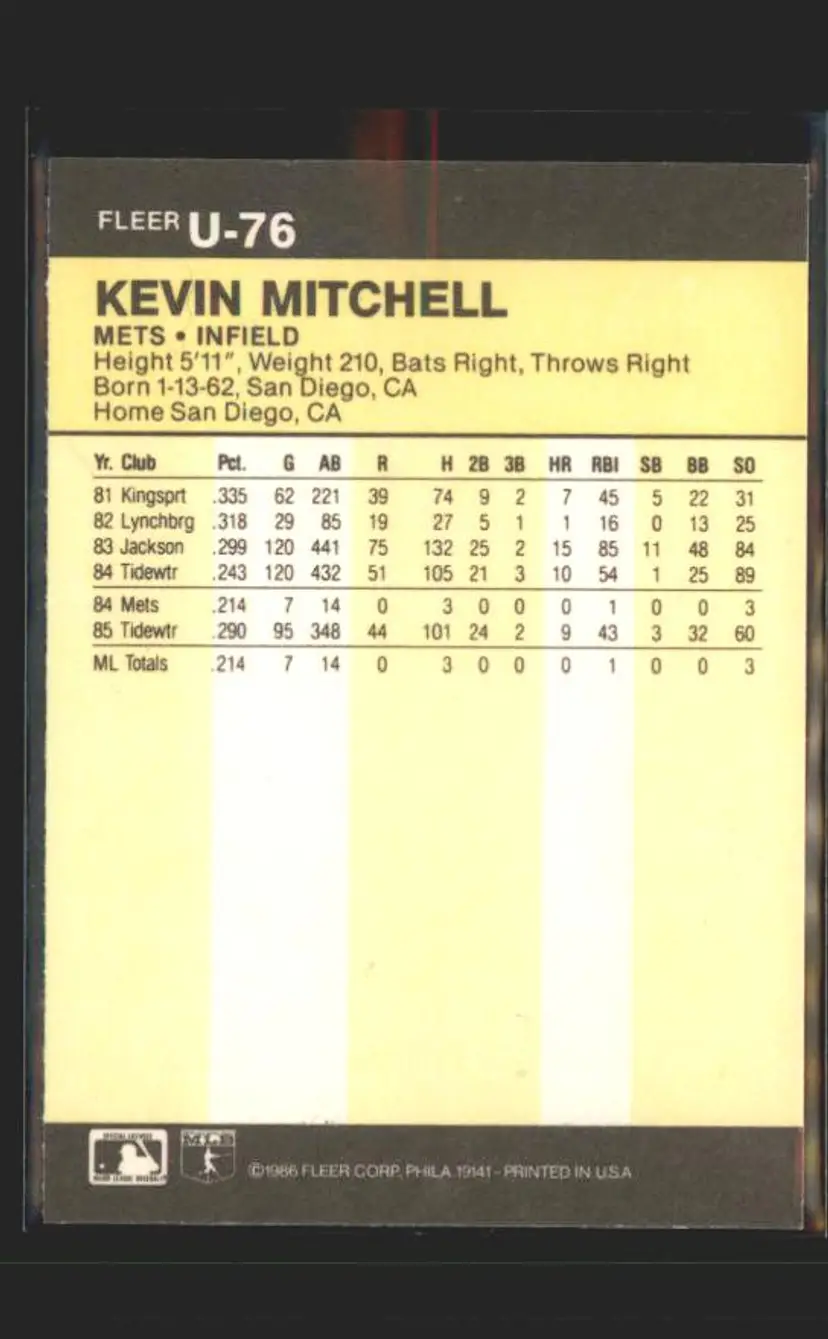 FLEER U-76
KEVIN MITCHELL
METS • INFIELD
Height 5'11", Weight 210, Bats Right, Throws Right
Born 1-13-62, San Diego, CA
Home San Diego, CA
Yr. Club Pct. G AB R H 2B 3B HR RBI SB BB SO
81 Kingsprt .335 62 221 39 74 9 2 7 45 5 22 31
82 Lynchbrg .318 29 85 19 27 5 1 1 16 0 13 25
83 Jackson .299 120 441 75 132 25 2 15 85 11 48 84
84 Tidewtr .243 120 432 51 105 21 3 10 54 1 25 89
84 Mets .214 7 14 0 3 0 0 0 1 0 0 3
85 Tidewtr .290 95 348 44 101 24 2 9 43 3 32 60
ML Totals .214 7 14 0 3 0 0 0 1 0 0 3
MLB
©1986 FLEER CORP. PHILA 19141 - PRINTED IN U.S.A